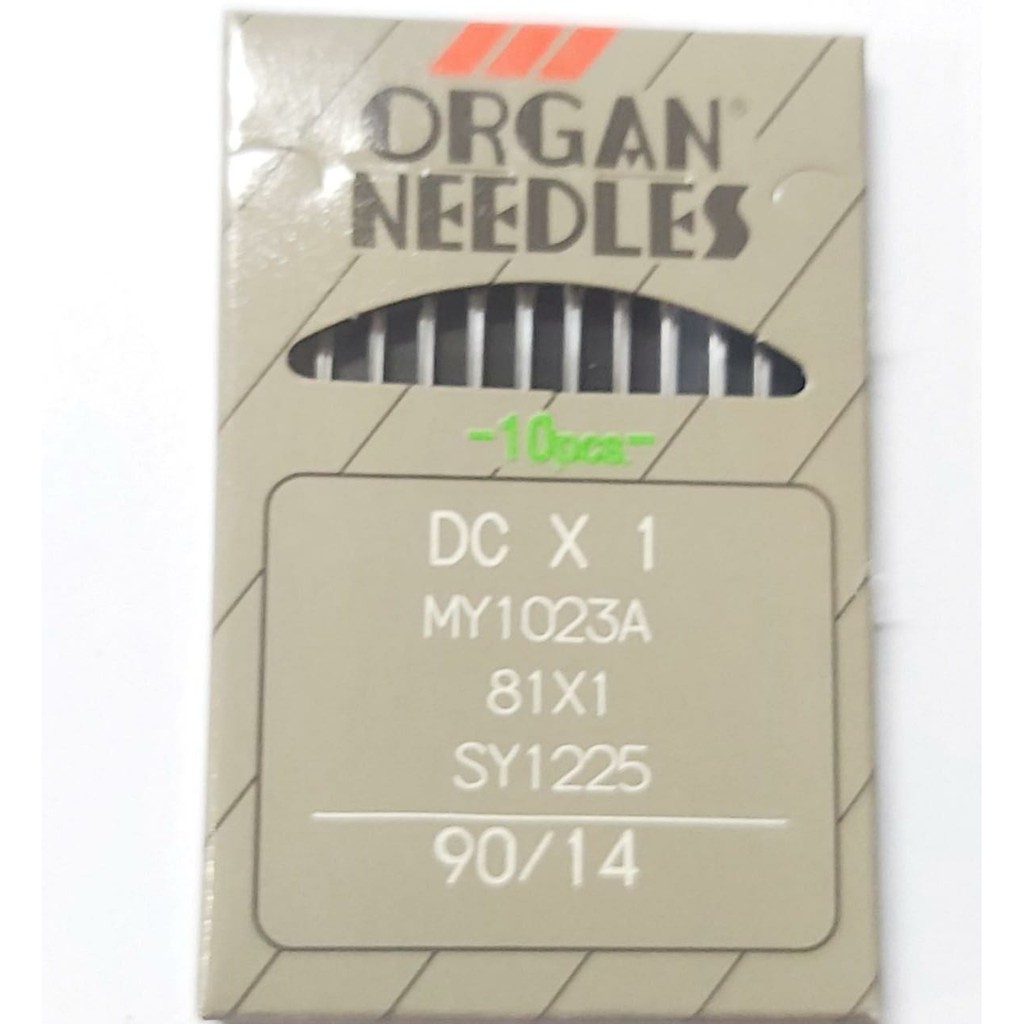 ORGAN®
NEEDLES
-10pcs.-
DC X 1
MY1023A
81X1
SY1225
90/14